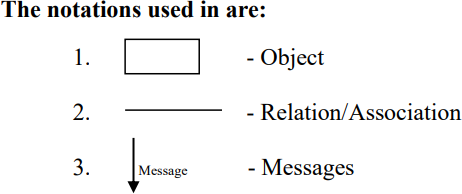 The notations used in are:
1. - Object
2. - Relation/Association
3. Message - Messages